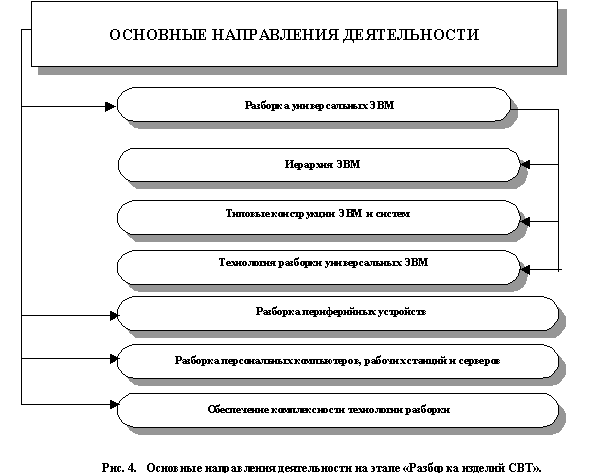 ОСНОВНЫЕ НАПРАВЛЕНИЯ ДЕЯТЕЛЬНОСТИ
Разборка универсальных ЭВМ
Иерархия ЭВМ
Типовые конструкции ЭВМ и систем
Технология разборки универсальных ЭВМ
Разборка периферийных устройств
Разборка персональных компьютеров, рабочих станций и серверов
Обеспечение комплексности технологии разборки
Рис. 4. Основные направления деятельности на этапе «Разборка изделий СВТ».